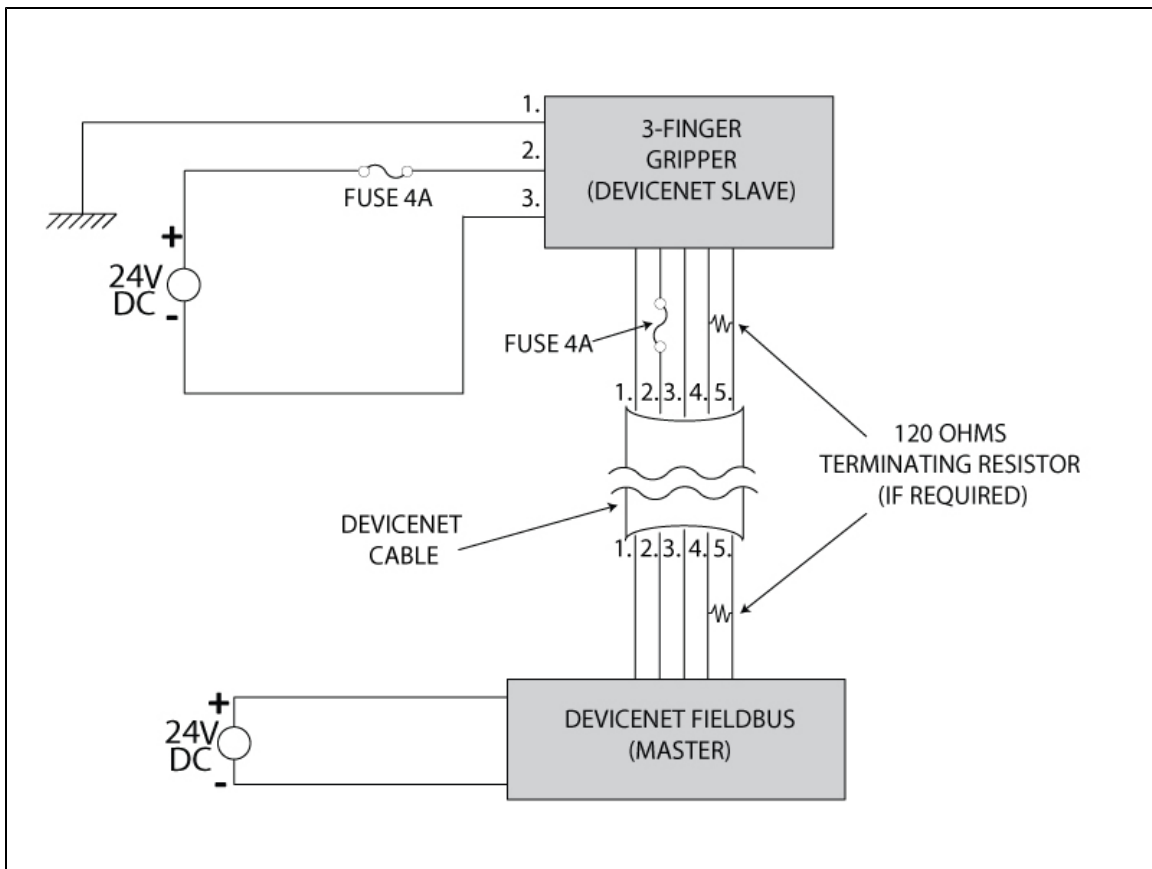 1.
2.
3.
3-FINGER
GRIPPER
(DEVICENET SLAVE)
FUSE 4A
+
24V
DC
-
FUSE 4A
1. 2. 3. 4. 5.
120 OHMS
TERMINATING RESISTOR
(IF REQUIRED)
DEVICENET
CABLE
1. 2. 3. 4. 5.
+
24V
DC
-
DEVICENET FIELDBUS
(MASTER)